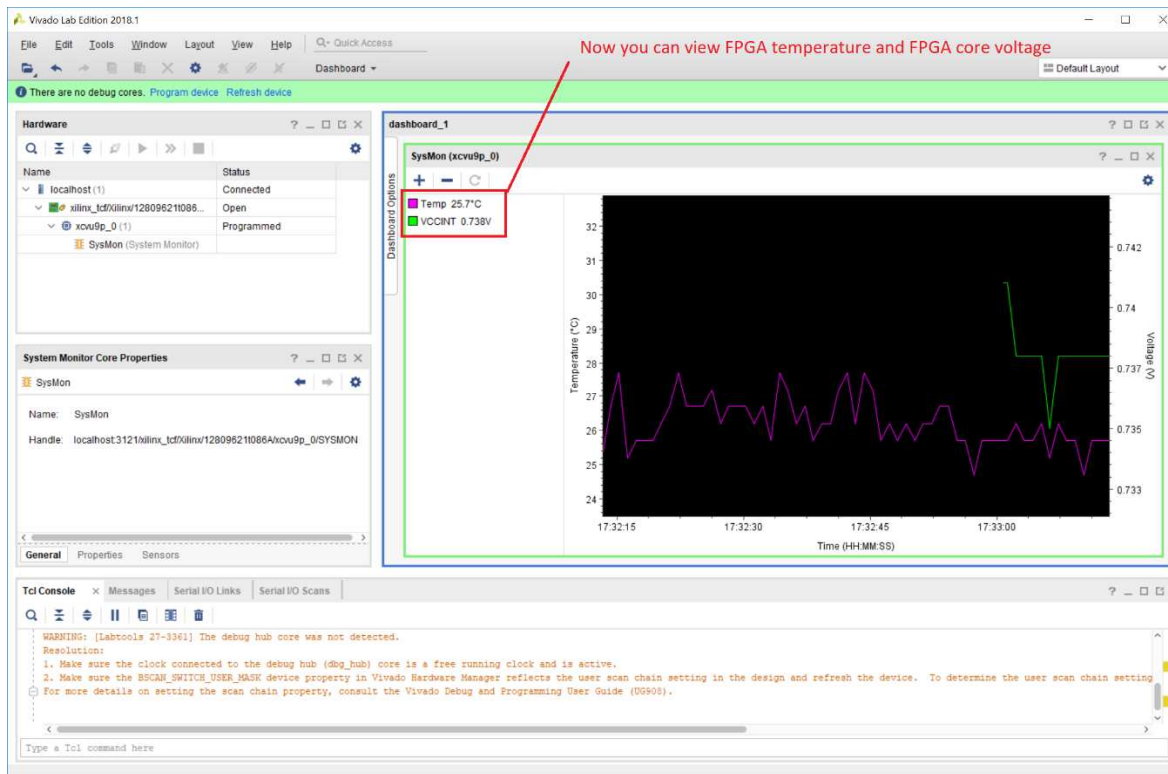 Vivado Lab Edition 2018.1
File Edit Tools Window Layout View Help Q- Quick Access
Now you can view FPGA temperature and FPGA core voltage
Dashboard
Default Layout
There are no debug cores. Program device Refresh device
Hardware
Name Status
localhost (1) Connected
xilinx_tcf/Xilinx/12809621t086... Open
xcvu9p_0 (1) Programmed
SysMon (System Monitor)
System Monitor Core Properties
SysMon
Name: SysMon
Handle: localhost:3121/xilinx_tcf/Xilinx/12809621t086A/xcvu9p_0/SYSMON
General Properties Sensors
dashboard_1
Dashboard Options
SysMon (xcvu9p_0)
Temp 25.7°C
VCCINT 0.738V
Temperature (°C)
32
31
30
29
28
27
26
25
24
0.742
0.74
0.737
0.735
0.733
Voltage (V)
17:32:15 17:32:30 17:32:45 17:33:00
Time (HH:MM:SS)
Tcl Console Messages Serial I/O Links Serial I/O Scans
WARNING: [Labtools 27-3361] The debug hub core was not detected.
Resolution:
1. Make sure the clock connected to the debug hub (dbg_hub) core is a free running clock and is active.
2. Make sure the BSCAN_SWITCH_USER_MASK device property in Vivado Hardware Manager reflects the user scan chain setting in the design and refresh the device. To determine the user scan chain setting
For more details on setting the scan chain property, consult the Vivado Debug and Programming User Guide (UG908).
Type a Tcl command here